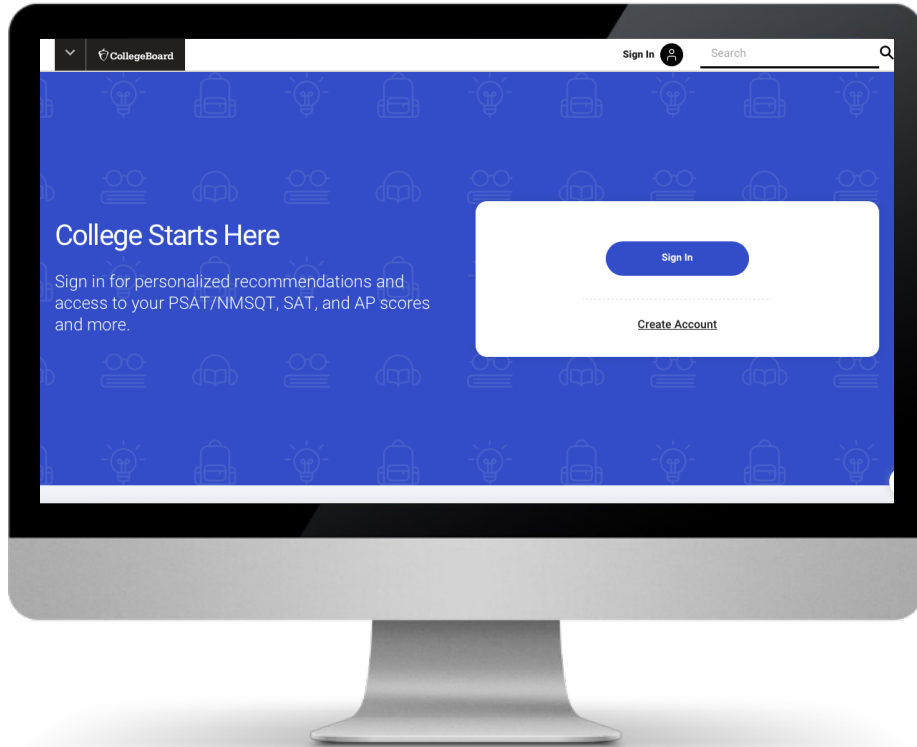 CollegeBoard
Sign In
Search
College Starts Here
Sign in for personalized recommendations and
access to your PSAT/NMSQT, SAT, and AP scores
and more.
Sign In
Create Account